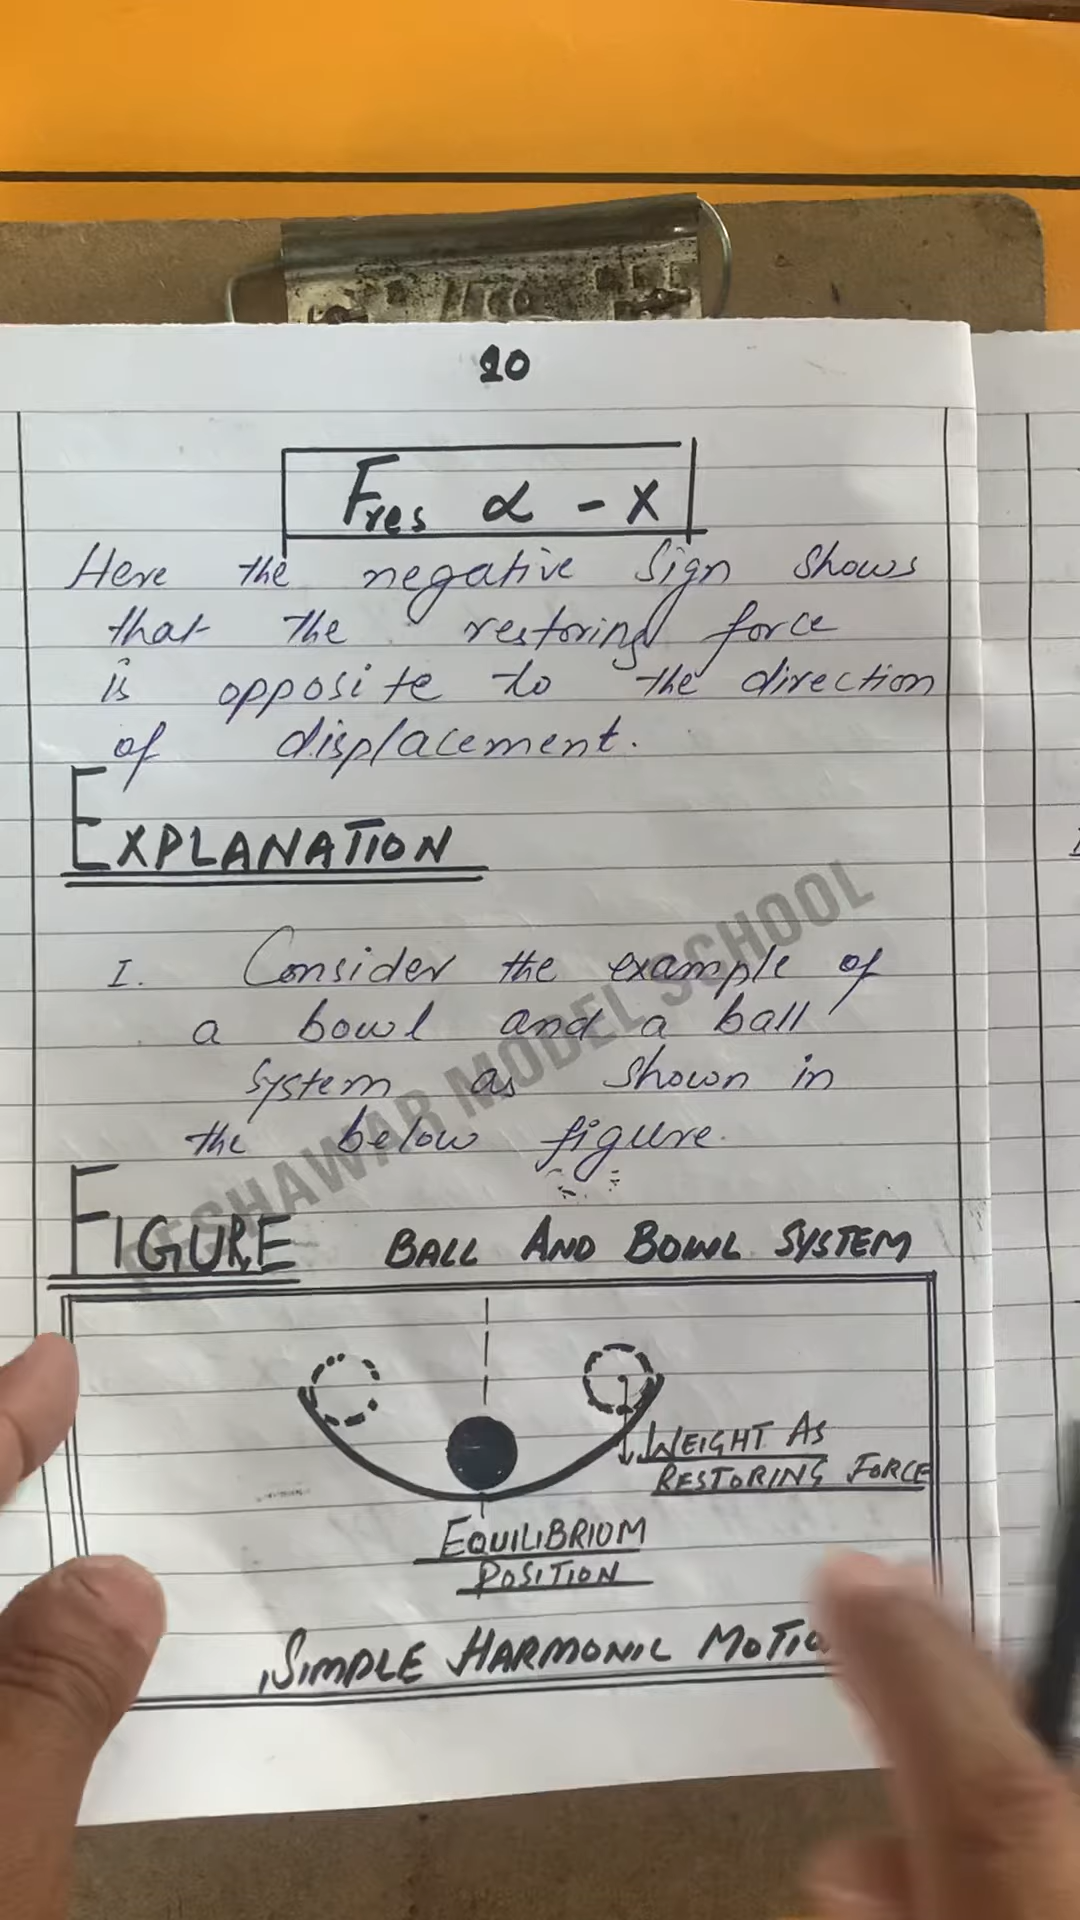 10
Fres α - x
Here the negative sign shows
that the restoring force
is opposite to the direction
of displacement.
EXPLANATION
I. Consider the example of
a bowl and a ball
system as shown in
the below figure.
PESHAWAR MODEL SCHOOL
FIGURE BALL AND BOWL SYSTEM
WEIGHT AS
RESTORING FORCE
EQUILIBRIUM
POSITION
SIMPLE HARMONIC